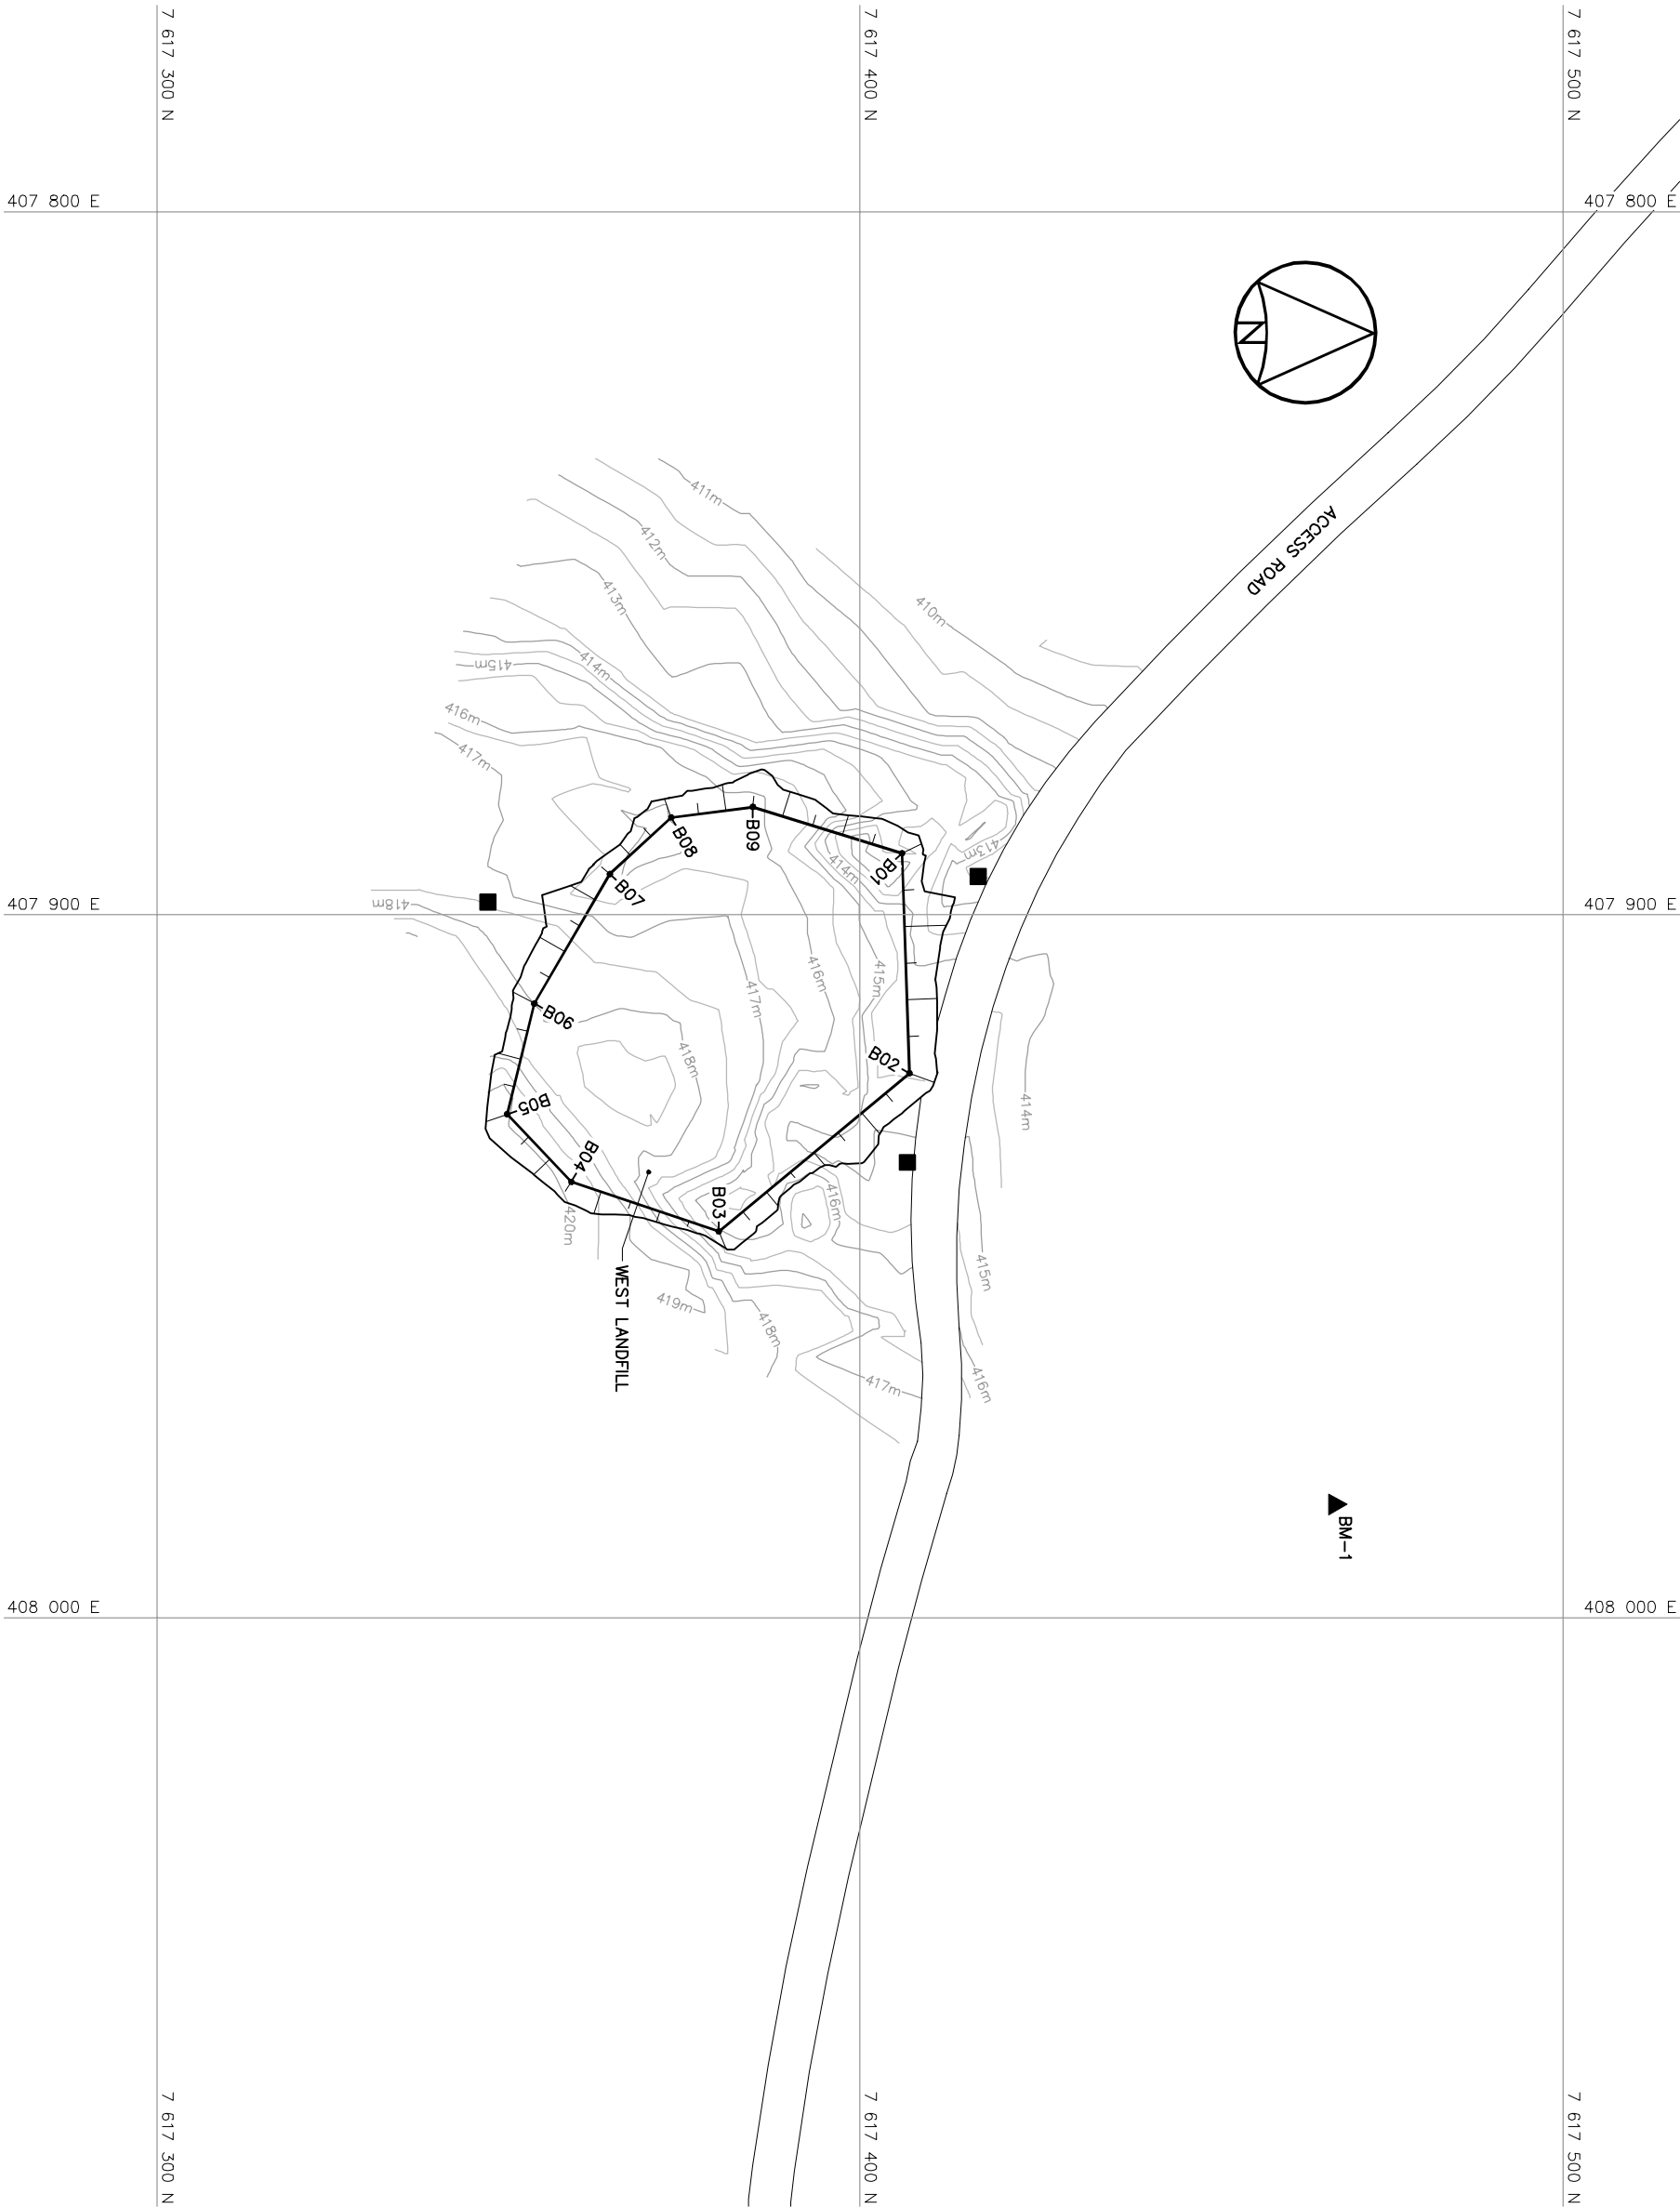 7 617 300 N
7 617 400 N
7 617 500 N
407 800 E
407 800 E
N
ACCESS ROAD
411m
412m
413m
410m
414m
415m
416m
417m
413m
414m
B09
B08
B01
B07
418m
407 900 E
407 900 E
416m
415m
417m
B06
418m
B02
414m
B05
B04
B03
416m
420m
415m
419m
418m
WEST LANDFILL
417m
416m
BM-1
408 000 E
408 000 E
7 617 300 N
7 617 400 N
7 617 500 N